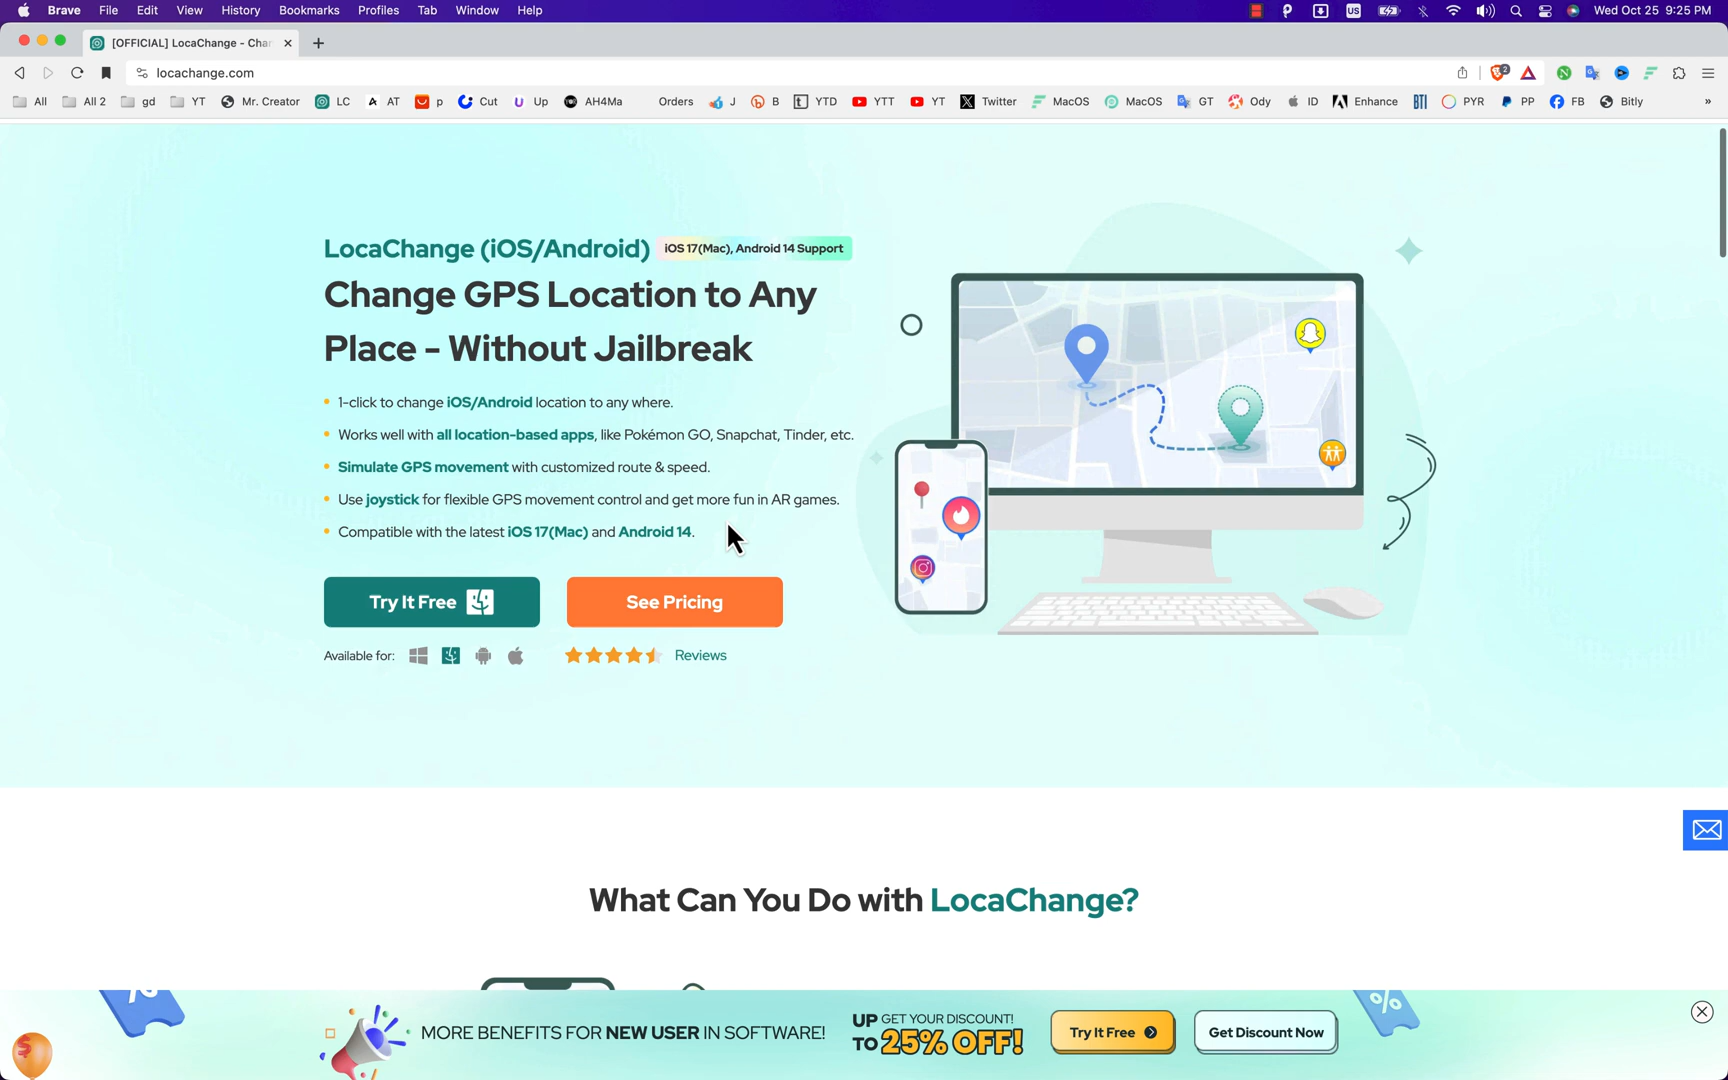 Brave File Edit View History Bookmarks Profiles Tab Window Help US Wed Oct 25 9:25 PM
[OFFICIAL] LocaChange - Cha
locachange.com 2
All All 2 gd YT Mr. Creator LC AT p Cut Up AH4Ma Orders J B YTD YTT YT Twitter MacOS MacOS GT Ody ID Enhance BTI PYR PP FB Bitly »
LocaChange (iOS/Android) iOS 17(Mac), Android 14 Support
Change GPS Location to Any
Place - Without Jailbreak
1-click to change iOS/Android location to any where.
Works well with all location-based apps, like Pokémon GO, Snapchat, Tinder, etc.
Simulate GPS movement with customized route & speed.
Use joystick for flexible GPS movement control and get more fun in AR games.
Compatible with the latest iOS 17(Mac) and Android 14.
Try It Free See Pricing
Available for: Reviews
What Can You Do with LocaChange?
MORE BENEFITS FOR NEW USER IN SOFTWARE! UP TO GET YOUR DISCOUNT! 25% OFF! Try It Free Get Discount Now